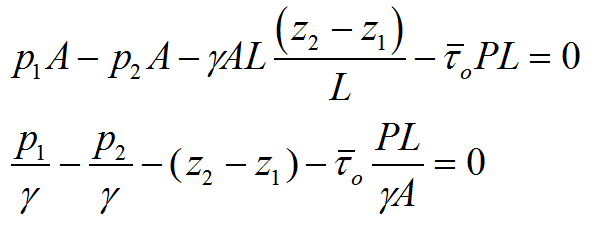 p₁A − p₂A − γAL (z₂ − z₁)/L − τ̄ₒPL = 0
p₁/γ − p₂/γ − (z₂ − z₁) − τ̄ₒ PL/γA = 0